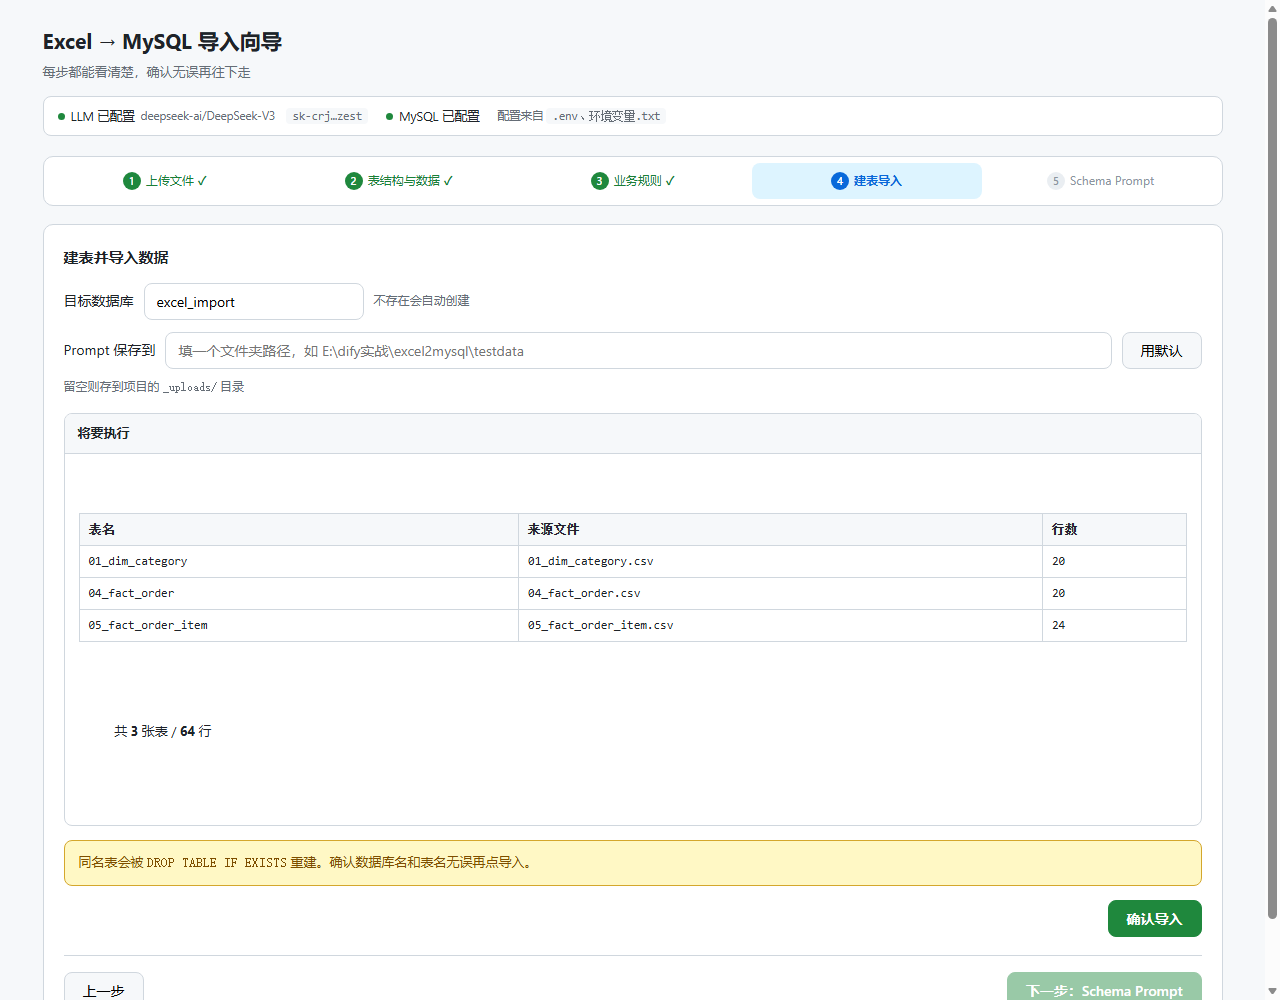 Excel → MySQL 导入向导
每步都能看清楚，确认无误再往下走
LLM 已配置 deepseek-ai/DeepSeek-V3 sk-crj…zest MySQL 已配置 配置来自 .env、环境变量.txt
1 上传文件 ✓ 2 表结构与数据 ✓ 3 业务规则 ✓ 4 建表导入 5 Schema Prompt
建表并导入数据
目标数据库 excel_import 不存在会自动创建
Prompt 保存到 填一个文件夹路径，如 E:\dify实战\excel2mysql\testdata 用默认
留空则存到项目的 _uploads/ 目录
将要执行
表名 来源文件 行数
01_dim_category 01_dim_category.csv 20
04_fact_order 04_fact_order.csv 20
05_fact_order_item 05_fact_order_item.csv 24
共 3 张表 / 64 行
同名表会被 DROP TABLE IF EXISTS 重建。确认数据库名和表名无误再点导入。
确认导入
上一步 下一步：Schema Prompt